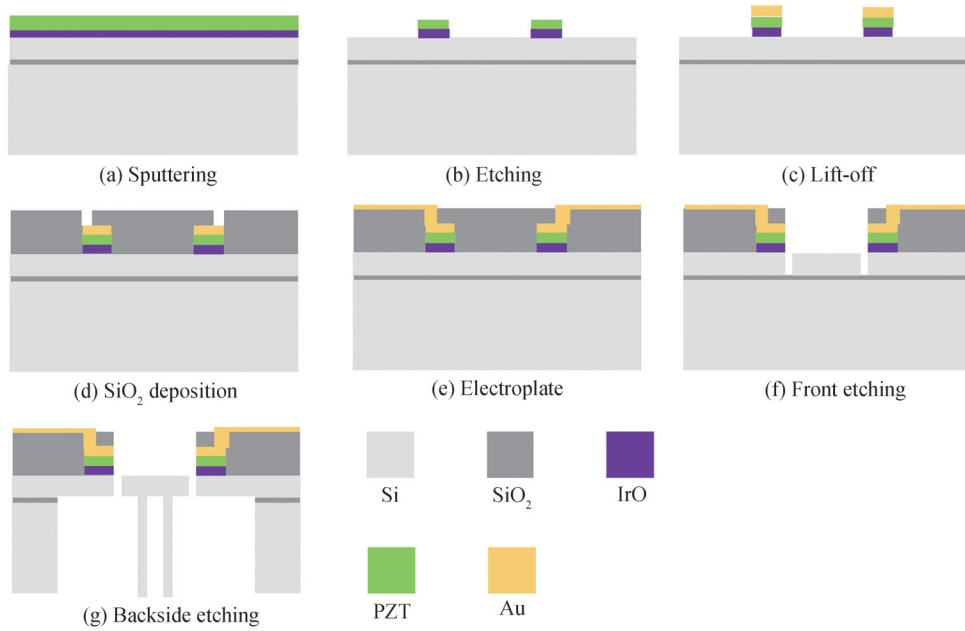 (a) Sputtering
(b) Etching
(c) Lift-off
(d) SiO₂ deposition
(e) Electroplate
(f) Front etching
(g) Backside etching
Si
SiO₂
IrO
PZT
Au